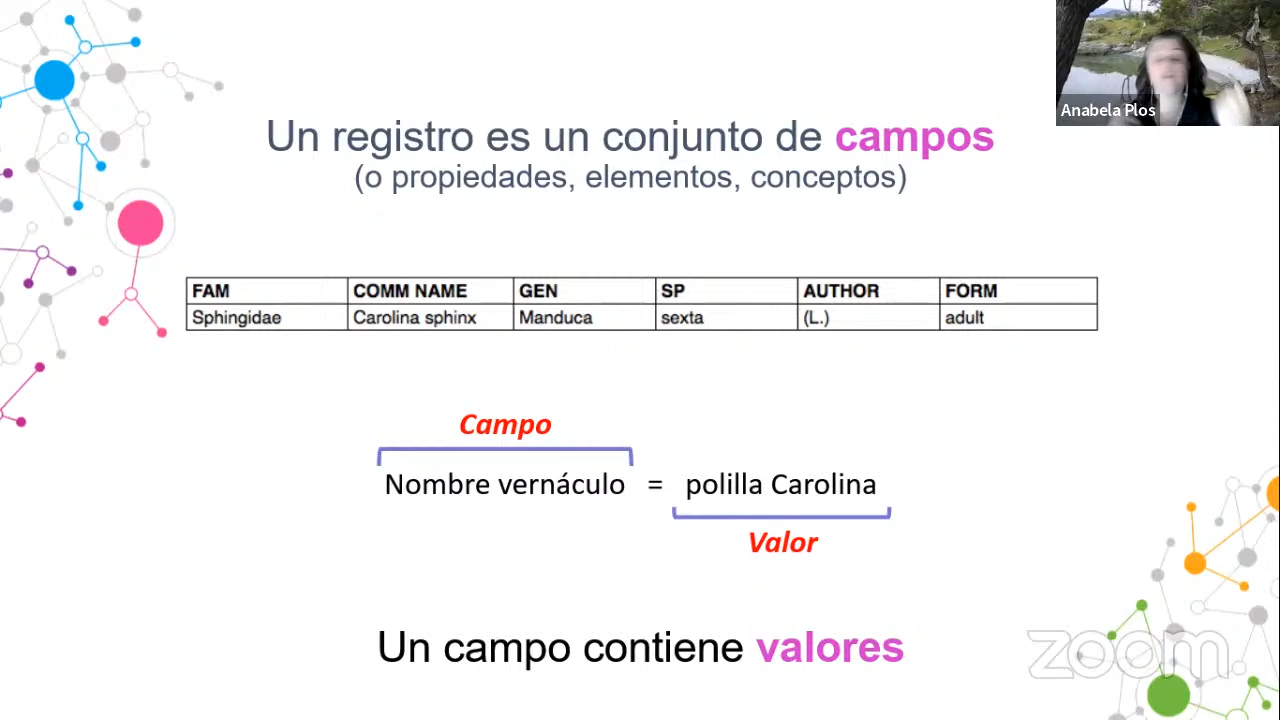 Anabela Plos
Un registro es un conjunto de campos
(o propiedades, elementos, conceptos)
FAM COMM NAME GEN SP AUTHOR FORM
Sphingidae Carolina sphinx Manduca sexta (L.) adult
Campo
Nombre vernáculo = polilla Carolina
Valor
Un campo contiene valores
zoom